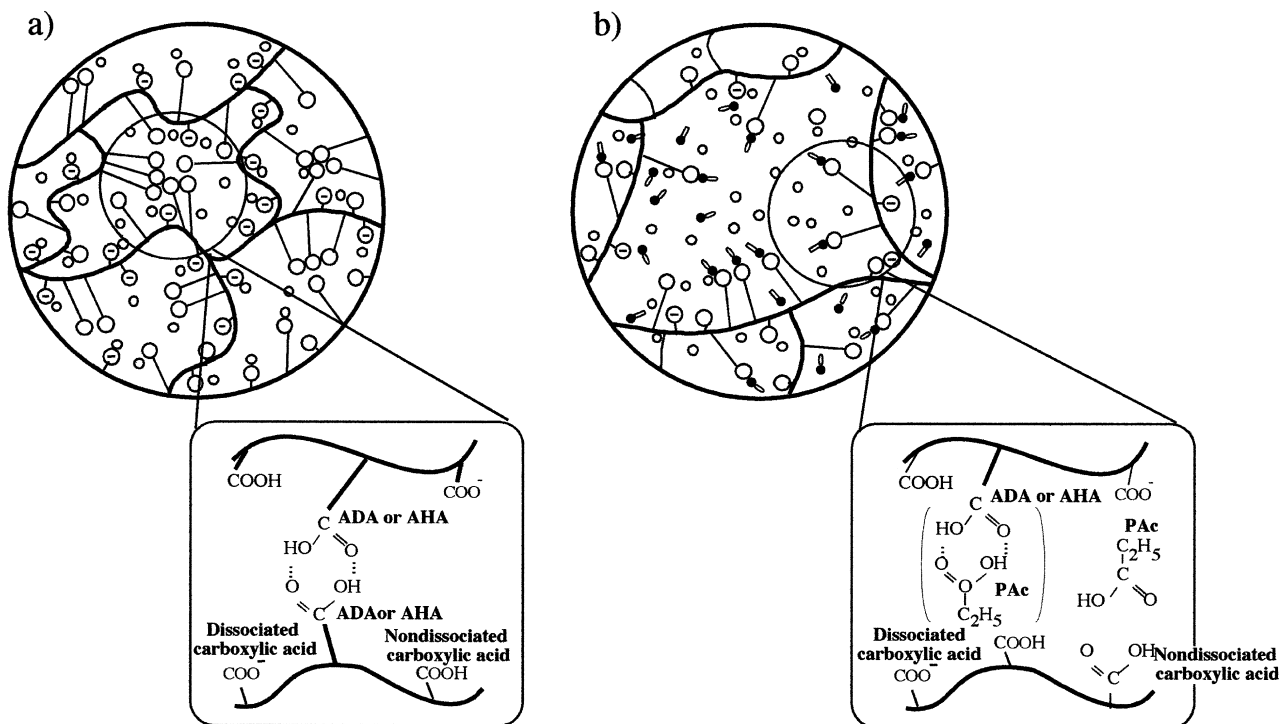 a)
COOH
COO-
C
ADA or AHA
HO
O
O
OH
C
ADAor AHA
Dissociated
carboxylic acid
Nondissociated
carboxylic acid
COO-
COOH
b)
COOH
COO-
ADA or AHA
C
HO
O
PAc
C2H5
C
HO
O
O
OH
O
PAc
C2H5
Dissociated
carboxylic acid
COOH
COO-
O
OH
C
Nondissociated
carboxylic acid